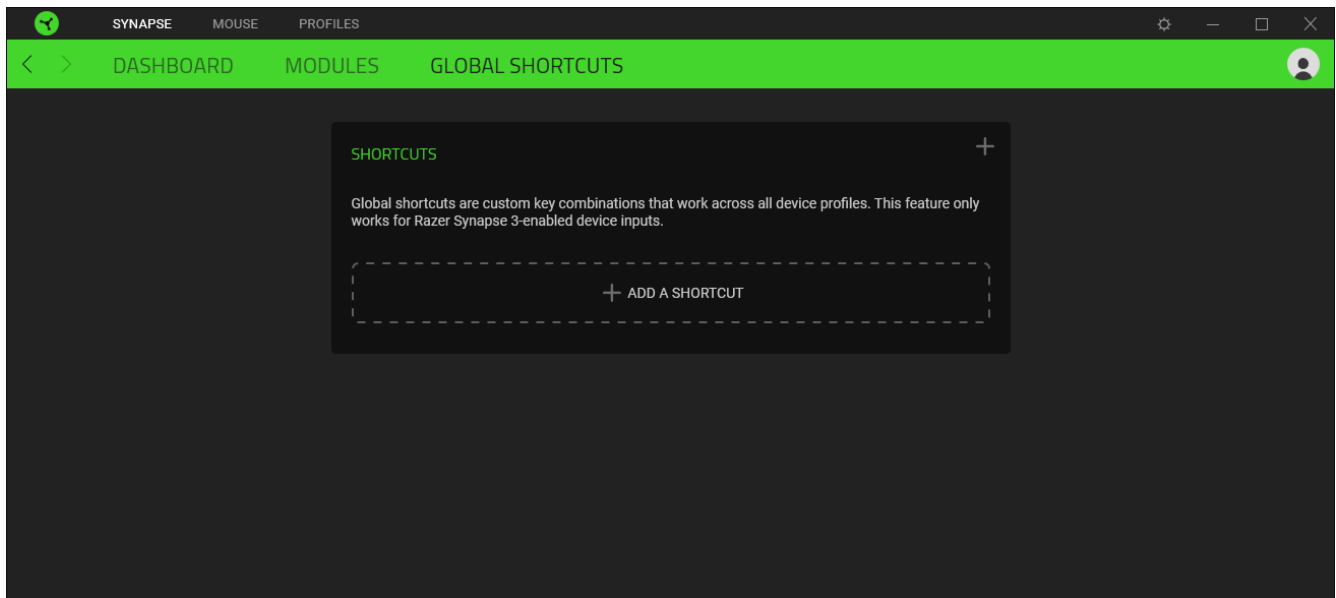 SYNAPSE MOUSE PROFILES
DASHBOARD MODULES GLOBAL SHORTCUTS
SHORTCUTS
Global shortcuts are custom key combinations that work across all device profiles. This feature only
works for Razer Synapse 3-enabled device inputs.
ADD A SHORTCUT